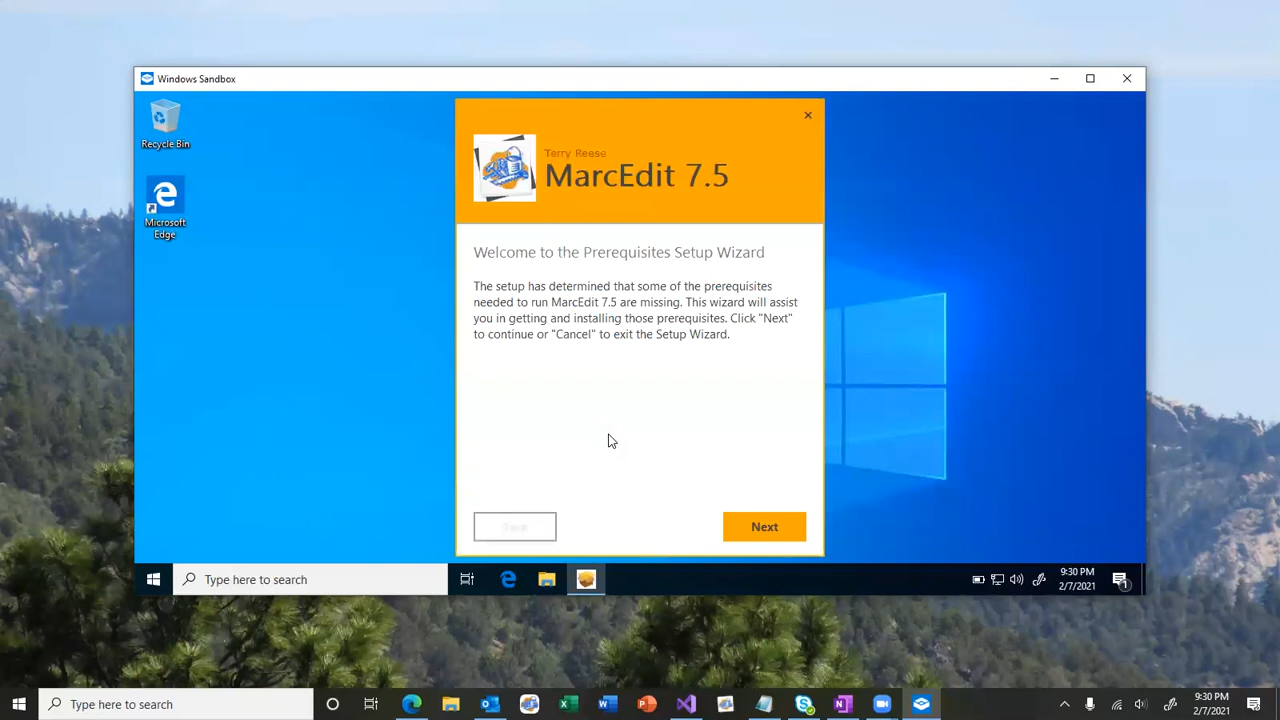 Windows Sandbox
Recycle Bin
Microsoft
Edge
Terry Reese
MarcEdit 7.5
Welcome to the Prerequisites Setup Wizard
The setup has determined that some of the prerequisites
needed to run MarcEdit 7.5 are missing. This wizard will assist
you in getting and installing those prerequisites. Click "Next"
to continue or "Cancel" to exit the Setup Wizard.
Next
Type here to search
9:30 PM
2/7/2021
1
Type here to search
9:30 PM
2/7/2021